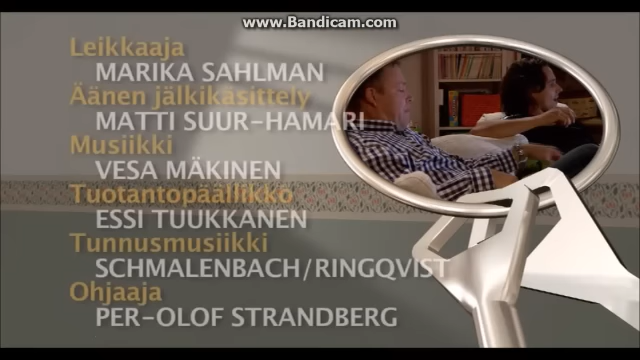 www.Bandicam.com
Leikkaaja
MARIKA SAHLMAN
Äänen jälkikäsittely
MATTI SUUR-HAMARI
Musiikki
VESA MÄKINEN
Tuotantopäällikkö
ESSI TUUKKANEN
Tunnusmusiikki
SCHMALENBACH/RINGQVIST
Ohjaaja
PER-OLOF STRANDBERG